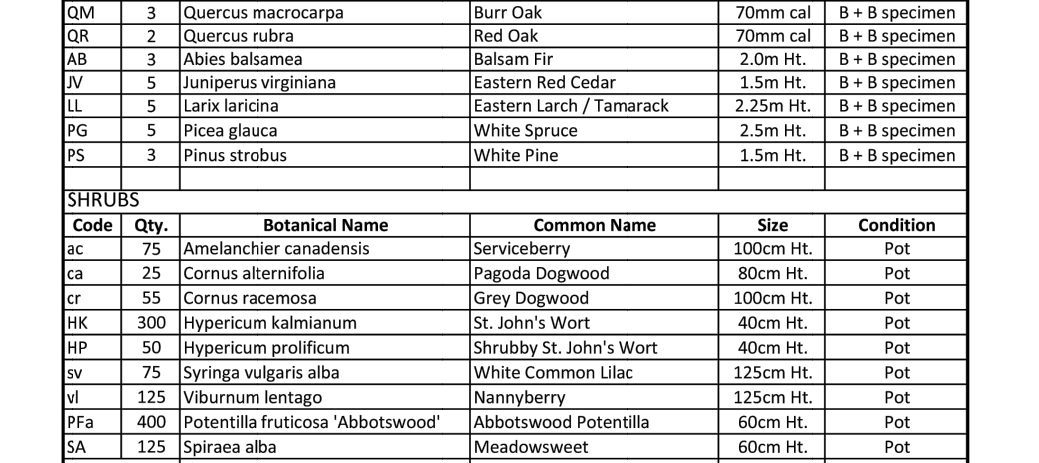 QM 3 Quercus macrocarpa Burr Oak 70mm cal B + B specimen
QR 2 Quercus rubra Red Oak 70mm cal B + B specimen
AB 3 Abies balsamea Balsam Fir 2.0m Ht. B + B specimen
JV 5 Juniperus virginiana Eastern Red Cedar 1.5m Ht. B + B specimen
LL 5 Larix laricina Eastern Larch / Tamarack 2.25m Ht. B + B specimen
PG 5 Picea glauca White Spruce 2.5m Ht. B + B specimen
PS 3 Pinus strobus White Pine 1.5m Ht. B + B specimen
SHRUBS
Code Qty. Botanical Name Common Name Size Condition
ac 75 Amelanchier canadensis Serviceberry 100cm Ht. Pot
ca 25 Cornus alternifolia Pagoda Dogwood 80cm Ht. Pot
cr 55 Cornus racemosa Grey Dogwood 100cm Ht. Pot
HK 300 Hypericum kalmianum St. John's Wort 40cm Ht. Pot
HP 50 Hypericum prolificum Shrubby St. John's Wort 40cm Ht. Pot
sv 75 Syringa vulgaris alba White Common Lilac 125cm Ht. Pot
vl 125 Viburnum lentago Nannyberry 125cm Ht. Pot
PFa 400 Potentilla fruticosa 'Abbotswood' Abbotswood Potentilla 60cm Ht. Pot
SA 125 Spiraea alba Meadowsweet 60cm Ht. Pot